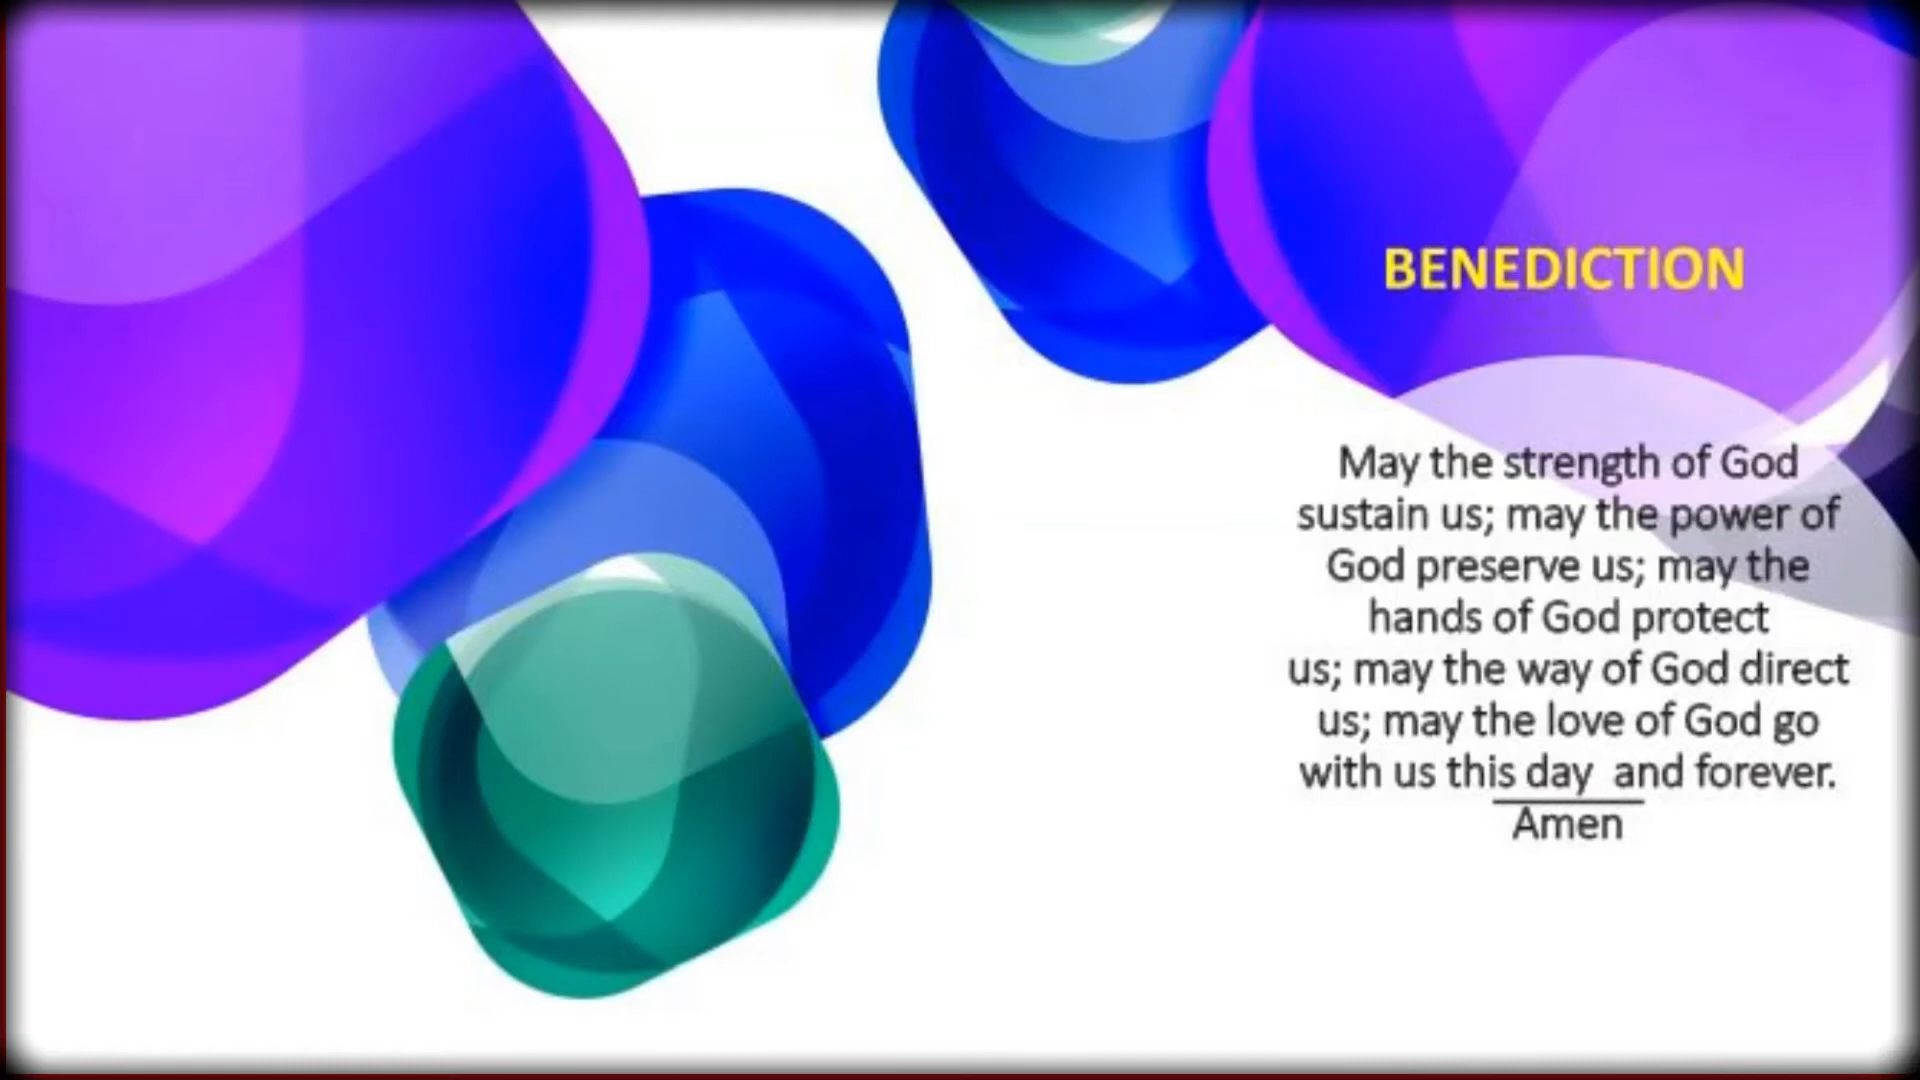 BENEDICTION
May the strength of God
sustain us; may the power of
God preserve us; may the
hands of God protect
us; may the way of God direct
us; may the love of God go
with us this day  and forever.
Amen